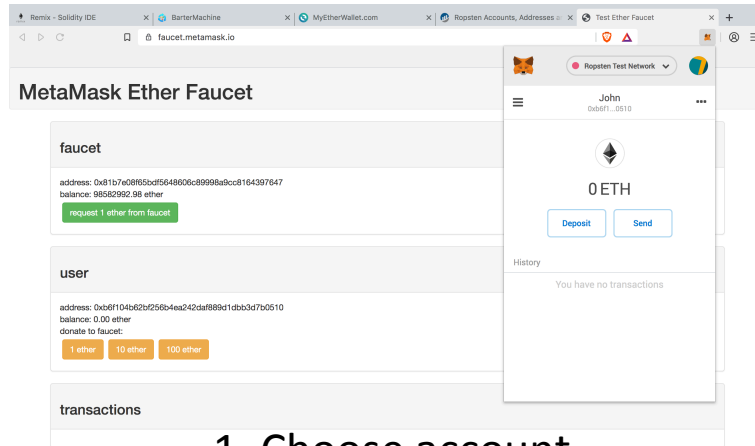 Remix - Solidity IDE
BarterMachine
MyEtherWallet.com
Ropsten Accounts, Addresses a
Test Ether Faucet
faucet.metamask.io
MetaMask Ether Faucet
faucet
address: 0x81b7e08f65bdf5648606c89998a9cc8164397647
balance: 98582992.98 ether
request 1 ether from faucet
user
address: 0xb6f104b62bf256b4ea242daf889d1dbb3d7b0510
balance: 0.00 ether
donate to faucet:
1 ether 10 ether 100 ether
transactions
Ropsten Test Network
John
0xb6f1...0510
0 ETH
Deposit Send
History
You have no transactions
1. Choose account